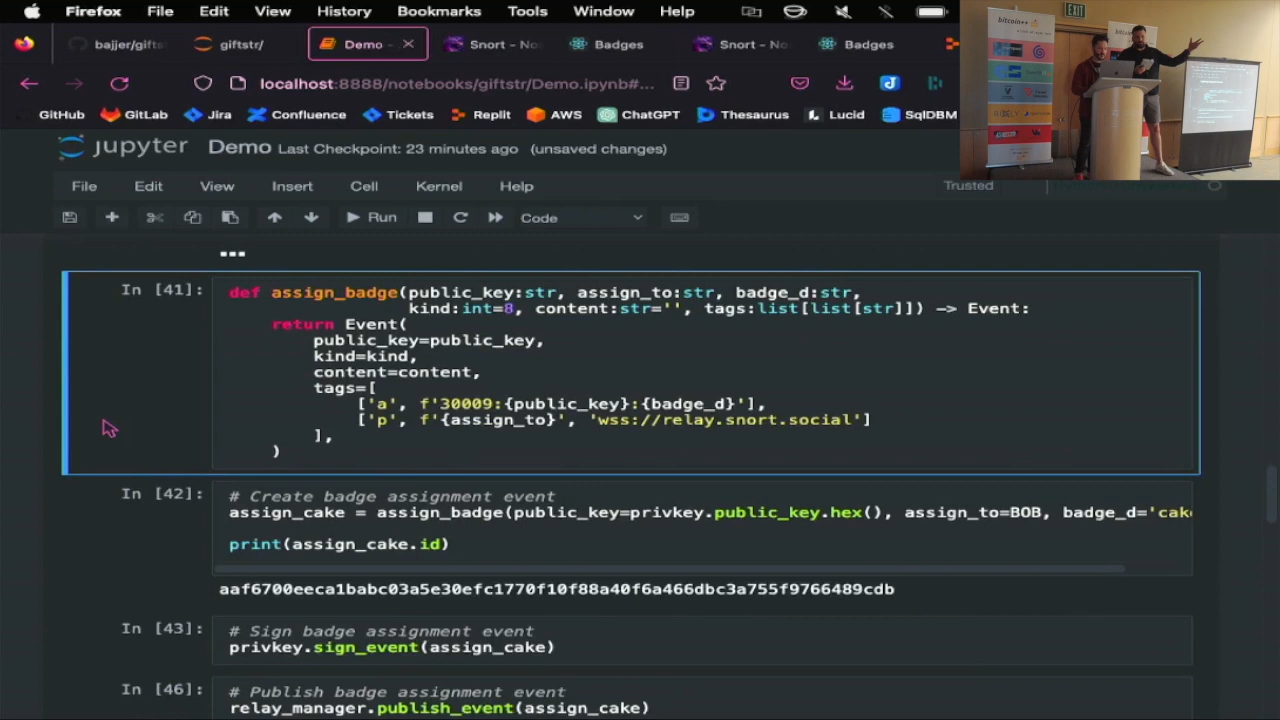 Firefox File Edit View History Bookmarks Tools Window Help
bajjer/gifts
giftstr/
Demo -
Snort - No
Badges
Snort - No
Badges
localhost:8888/notebooks/giftstr/Demo.ipynb#...
GitHub GitLab Jira Confluence Tickets Replit AWS ChatGPT Thesaurus Lucid SqlDBM
bitcoin++
EXIT
jupyter Demo Last Checkpoint: 23 minutes ago (unsaved changes)
File Edit View Insert Cell Kernel Help
Trusted
Run
Code
...
In [41]:
def assign_badge(public_key:str, assign_to:str, badge_d:str,
kind:int=8, content:str='', tags:list[list[str]]) -> Event:
return Event(
public_key=public_key,
kind=kind,
content=content,
tags=[
['a', f'30009:{public_key}:{badge_d}'],
['p', f'{assign_to}', 'wss://relay.snort.social']
],
)
In [42]:
# Create badge assignment event
assign_cake = assign_badge(public_key=privkey.public_key.hex(), assign_to=BOB, badge_d='cake
print(assign_cake.id)
aaf6700eeca1babc03a5e30efc1770f10f88a40f6a466dbc3a755f9766489cdb
In [43]:
# Sign badge assignment event
privkey.sign_event(assign_cake)
In [46]:
# Publish badge assignment event
relay_manager.publish_event(assign_cake)